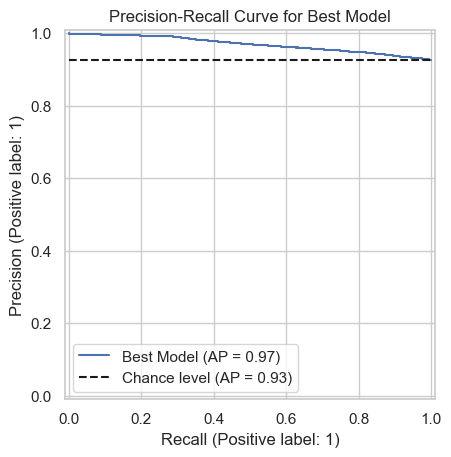 Precision-Recall Curve for Best Model
Precision (Positive label: 1)
1.0
0.8
0.6
0.4
0.2
0.0
Best Model (AP = 0.97)
Chance level (AP = 0.93)
0.0 0.2 0.4 0.6 0.8 1.0
Recall (Positive label: 1)